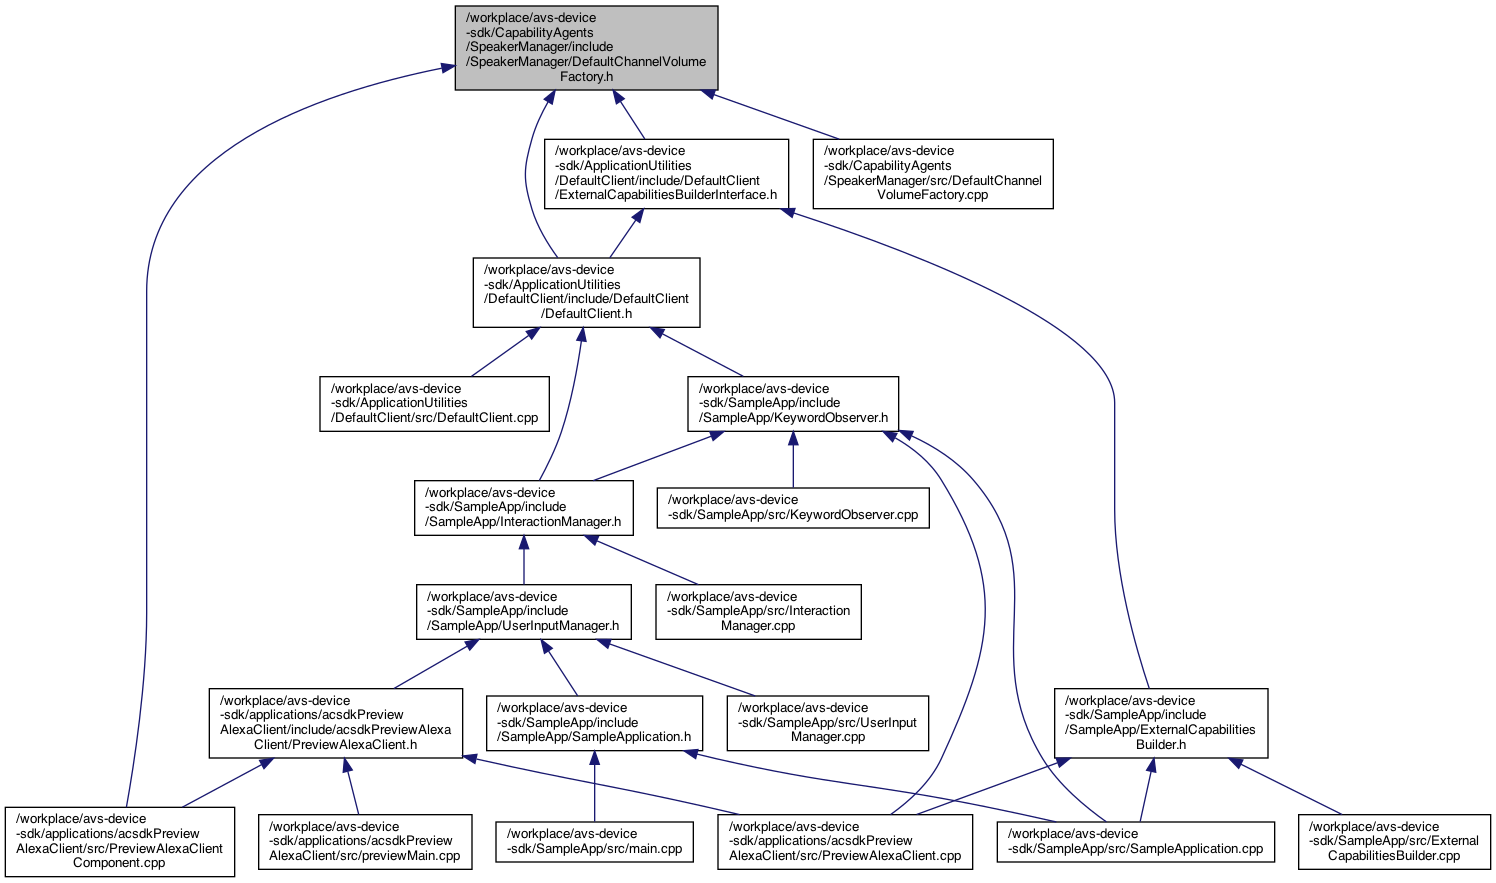 /workplace/avs-device
-sdk/CapabilityAgents
/SpeakerManager/include
/SpeakerManager/DefaultChannelVolume
Factory.h
/workplace/avs-device
-sdk/ApplicationUtilities
/DefaultClient/include/DefaultClient
/ExternalCapabilitiesBuilderInterface.h
/workplace/avs-device
-sdk/CapabilityAgents
/SpeakerManager/src/DefaultChannel
VolumeFactory.cpp
/workplace/avs-device
-sdk/ApplicationUtilities
/DefaultClient/include/DefaultClient
/DefaultClient.h
/workplace/avs-device
-sdk/ApplicationUtilities
/DefaultClient/src/DefaultClient.cpp
/workplace/avs-device
-sdk/SampleApp/include
/SampleApp/KeywordObserver.h
/workplace/avs-device
-sdk/SampleApp/include
/SampleApp/InteractionManager.h
/workplace/avs-device
-sdk/SampleApp/src/KeywordObserver.cpp
/workplace/avs-device
-sdk/SampleApp/include
/SampleApp/UserInputManager.h
/workplace/avs-device
-sdk/SampleApp/src/Interaction
Manager.cpp
/workplace/avs-device
-sdk/applications/acsdkPreview
AlexaClient/include/acsdkPreviewAlexa
Client/PreviewAlexaClient.h
/workplace/avs-device
-sdk/SampleApp/include
/SampleApp/SampleApplication.h
/workplace/avs-device
-sdk/SampleApp/src/UserInput
Manager.cpp
/workplace/avs-device
-sdk/SampleApp/include
/SampleApp/ExternalCapabilities
Builder.h
/workplace/avs-device
-sdk/applications/acsdkPreview
AlexaClient/src/PreviewAlexaClient
Component.cpp
/workplace/avs-device
-sdk/applications/acsdkPreview
AlexaClient/src/previewMain.cpp
/workplace/avs-device
-sdk/SampleApp/src/main.cpp
/workplace/avs-device
-sdk/applications/acsdkPreview
AlexaClient/src/PreviewAlexaClient.cpp
/workplace/avs-device
-sdk/SampleApp/src/SampleApplication.cpp
/workplace/avs-device
-sdk/SampleApp/src/External
CapabilitiesBuilder.cpp